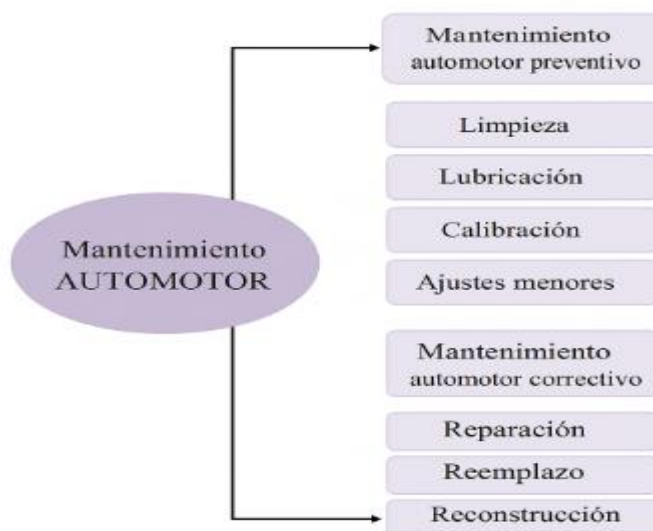 Mantenimiento
automotor preventivo
Limpieza
Lubricación
Calibración
Ajustes menores
Mantenimiento
AUTOMOTOR
Mantenimiento
automotor correctivo
Reparación
Reemplazo
Reconstrucción